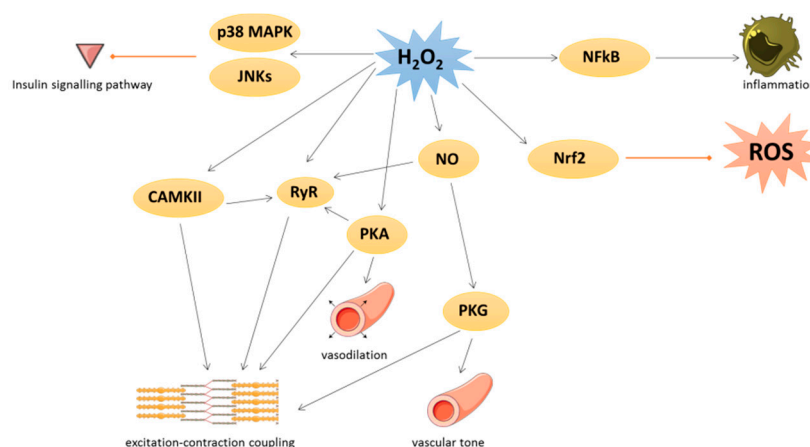 p38 MAPK
H₂O₂
NFkB
JNKs
Insulin signalling pathway
inflammatio
NO
Nrf2
ROS
CAMKII
RyR
PKA
PKG
vasodilation
excitation-contraction coupling
vascular tone